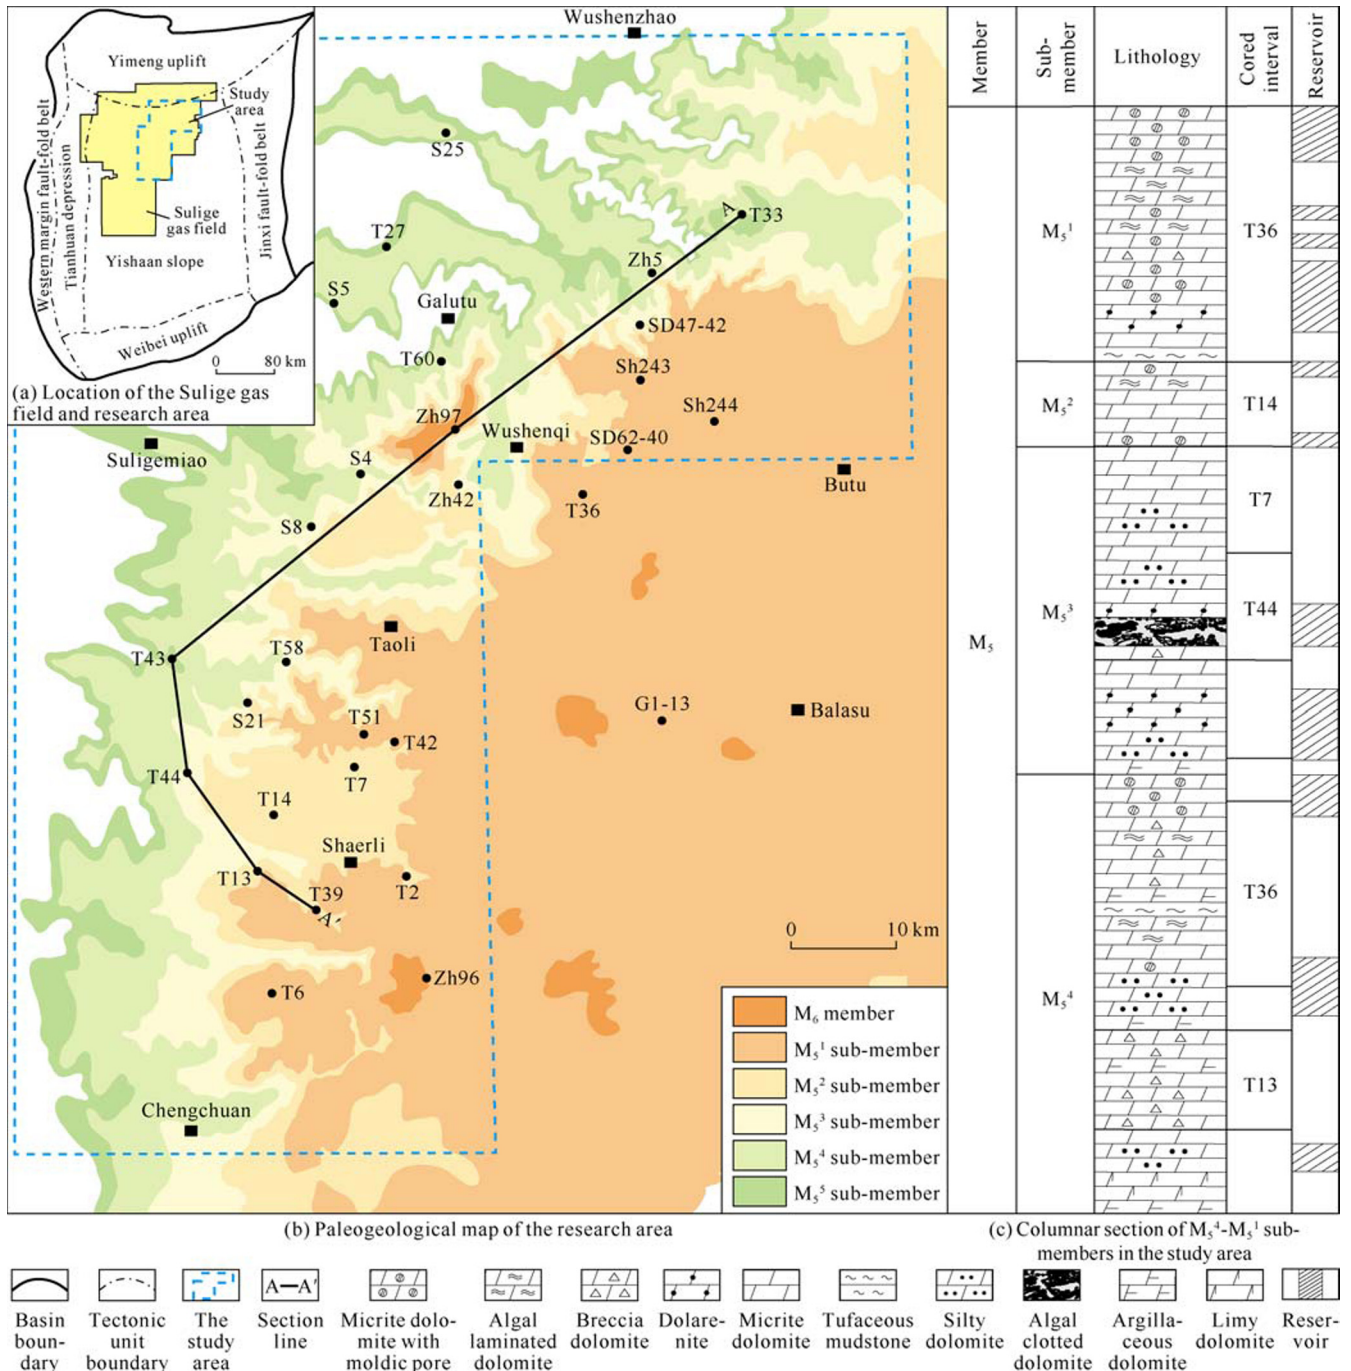 Yimeng uplift
Study
area
Western margin fault-fold belt
Tianhuan depression
Jinxi fault-fold belt
Sulige
gas field
Yishaan slope
Weibei uplift
0 80 km
(a) Location of the Sulige gas
field and research area
Wushenzhao
S25
A
T33
T27
Zh5
S5
Galutu
SD47-42
T60
Sh243
Zh97
Sh244
Wushenqi
SD62-40
Suligemiao
S4
Butu
Zh42
T36
S8
Taoli
T43
T58
S21
G1-13
Balasu
T51
T42
T44
T7
T14
Shaerli
T13
T2
T39
A′
0 10 km
Zh96
T6
Chengchuan
M₆ member
M₅¹ sub-member
M₅² sub-member
M₅³ sub-member
M₅⁴ sub-member
M₅⁵ sub-member
(b) Paleogeological map of the research area
Member
Sub-
member
Lithology
Cored
interval
Reservoir
M₅
M₅¹
T36
M₅²
T14
M₅³
T7
T44
M₅⁴
T36
T13
(c) Columnar section of M₅⁴-M₅¹ sub-
members in the study area
A—A′
Basin
boun-
dary
Tectonic
unit
boundary
The
study
area
Section
line
Micrite dolo-
mite with
moldic pore
Algal
laminated
dolomite
Breccia
dolomite
Dolare-
nite
Micrite
dolomite
Tufaceous
mudstone
Silty
dolomite
Algal
clotted
dolomite
Argilla-
ceous
dolomite
Limy
dolomite
Reser-
voir